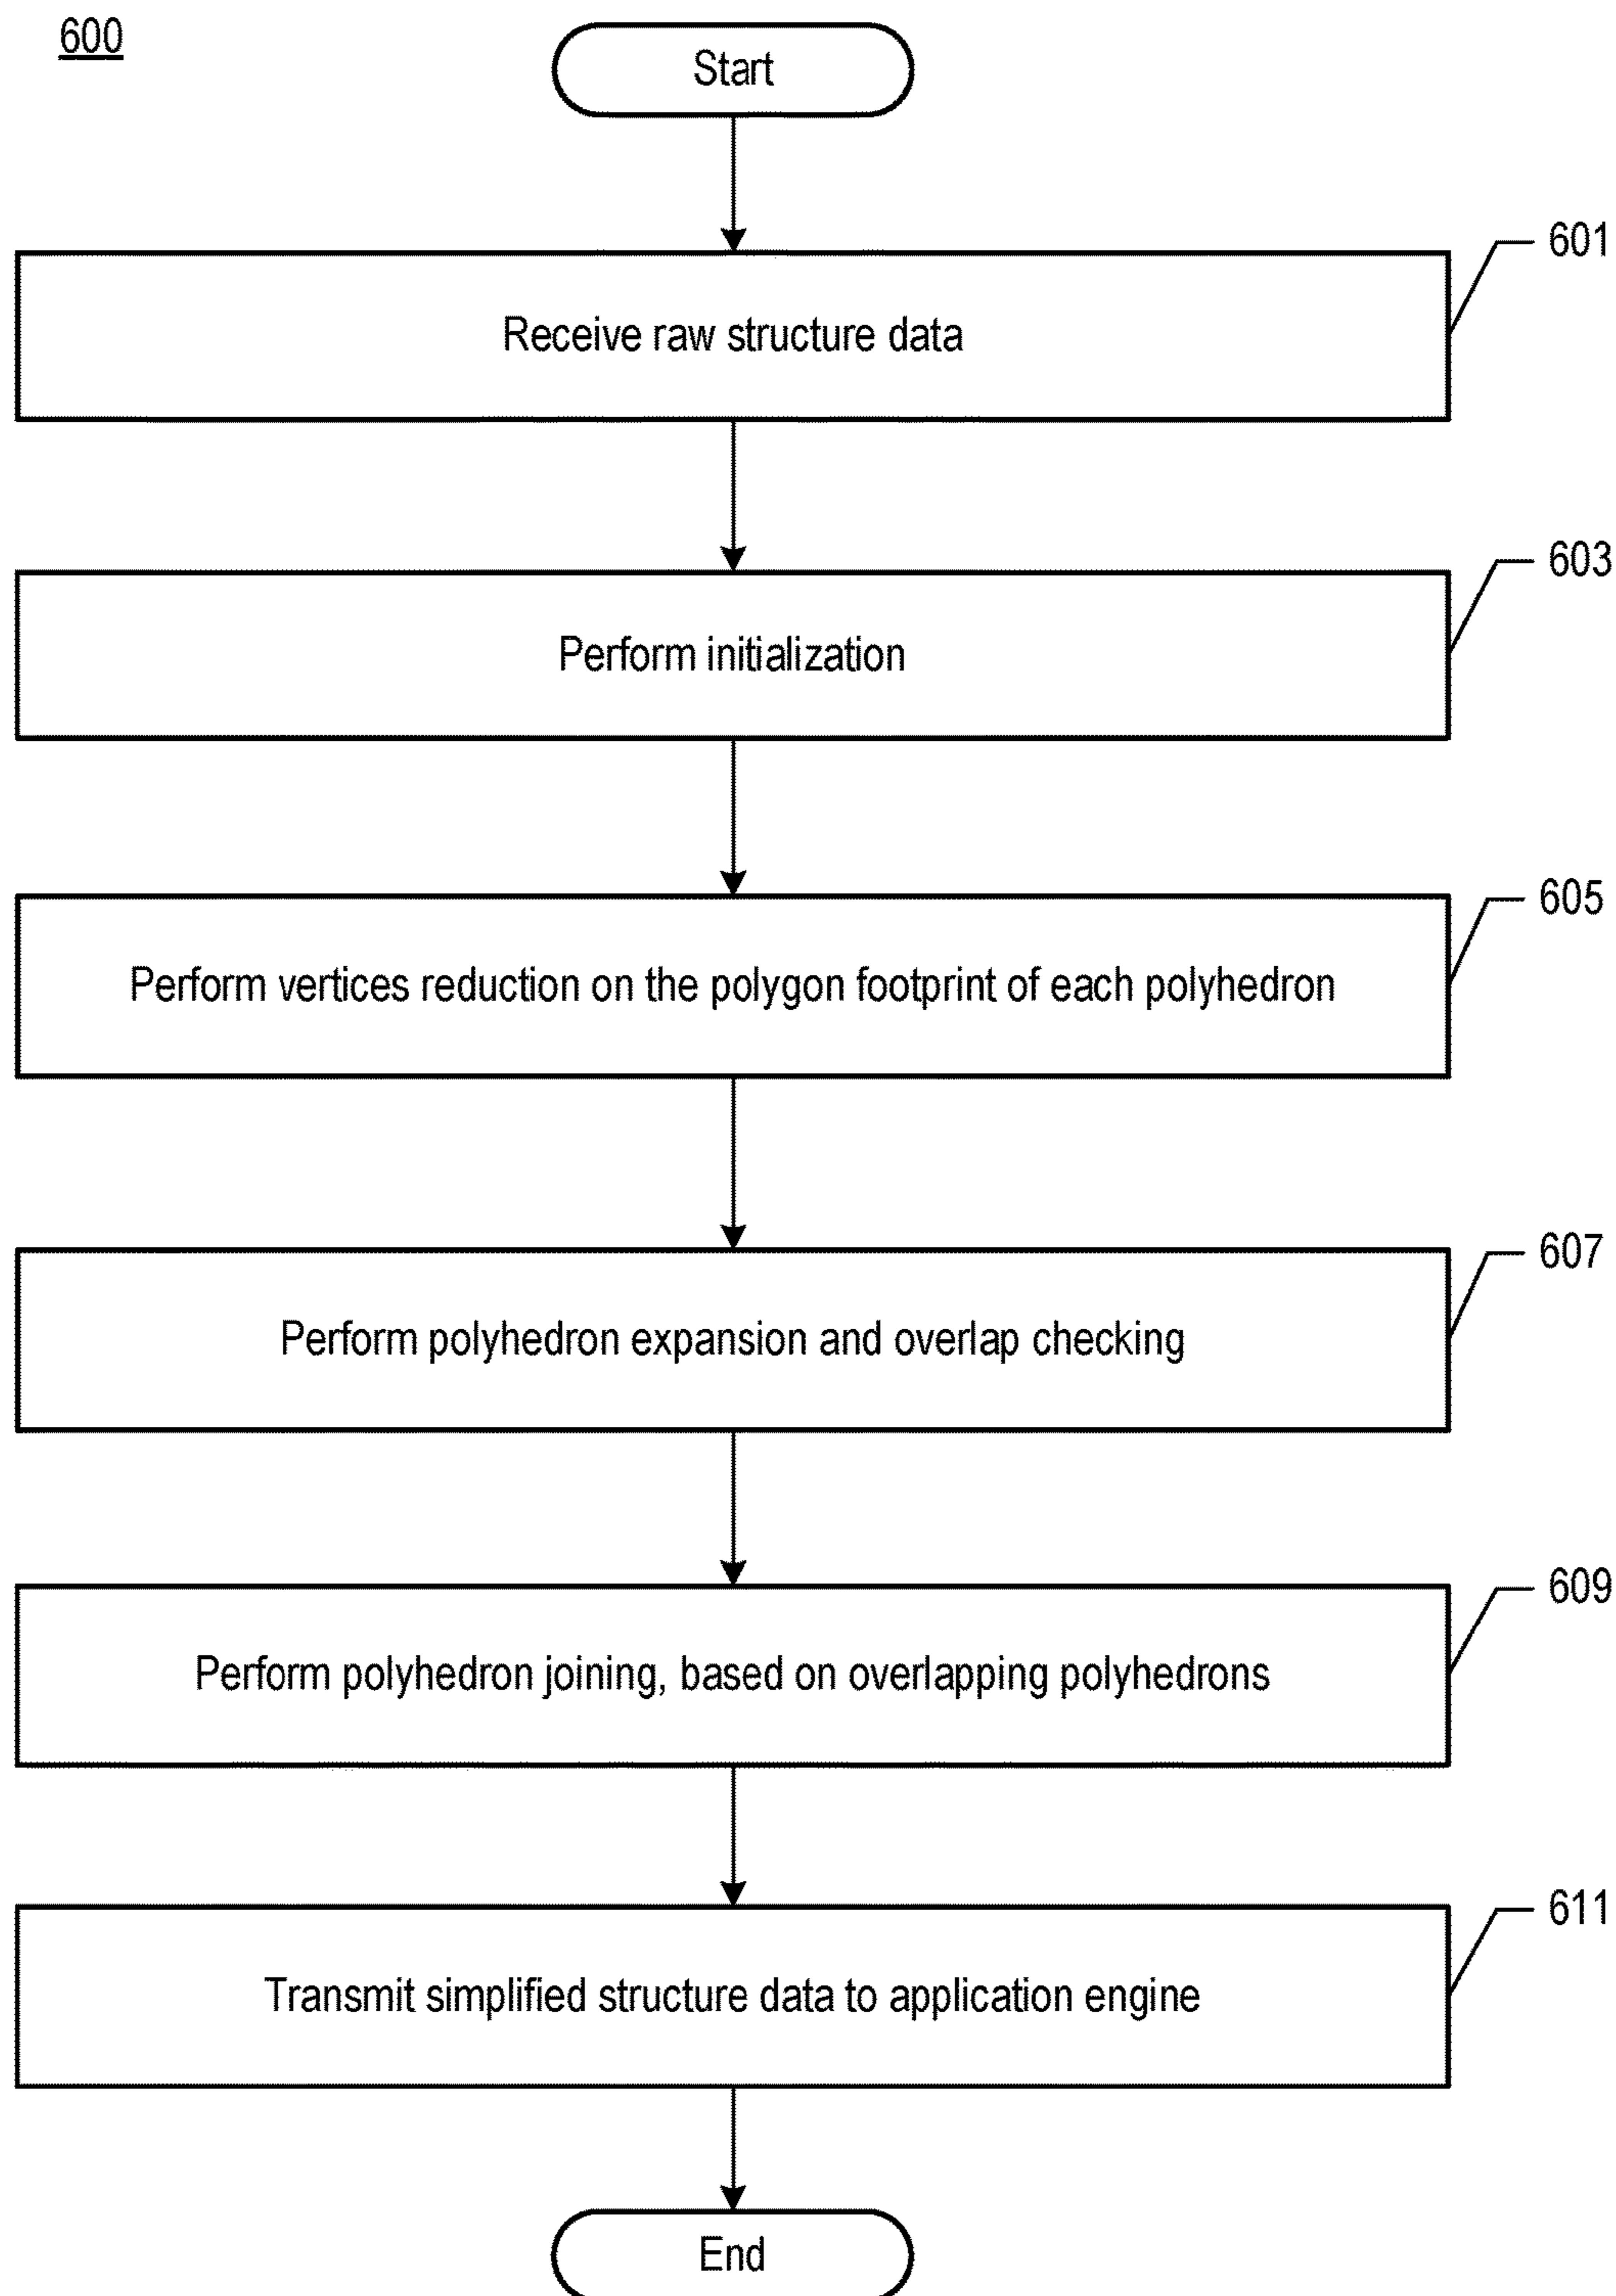 600
Start
601
Receive raw structure data
603
Perform initialization
605
Perform vertices reduction on the polygon footprint of each polyhedron
607
Perform polyhedron expansion and overlap checking
609
Perform polyhedron joining, based on overlapping polyhedrons
611
Transmit simplified structure data to application engine
End